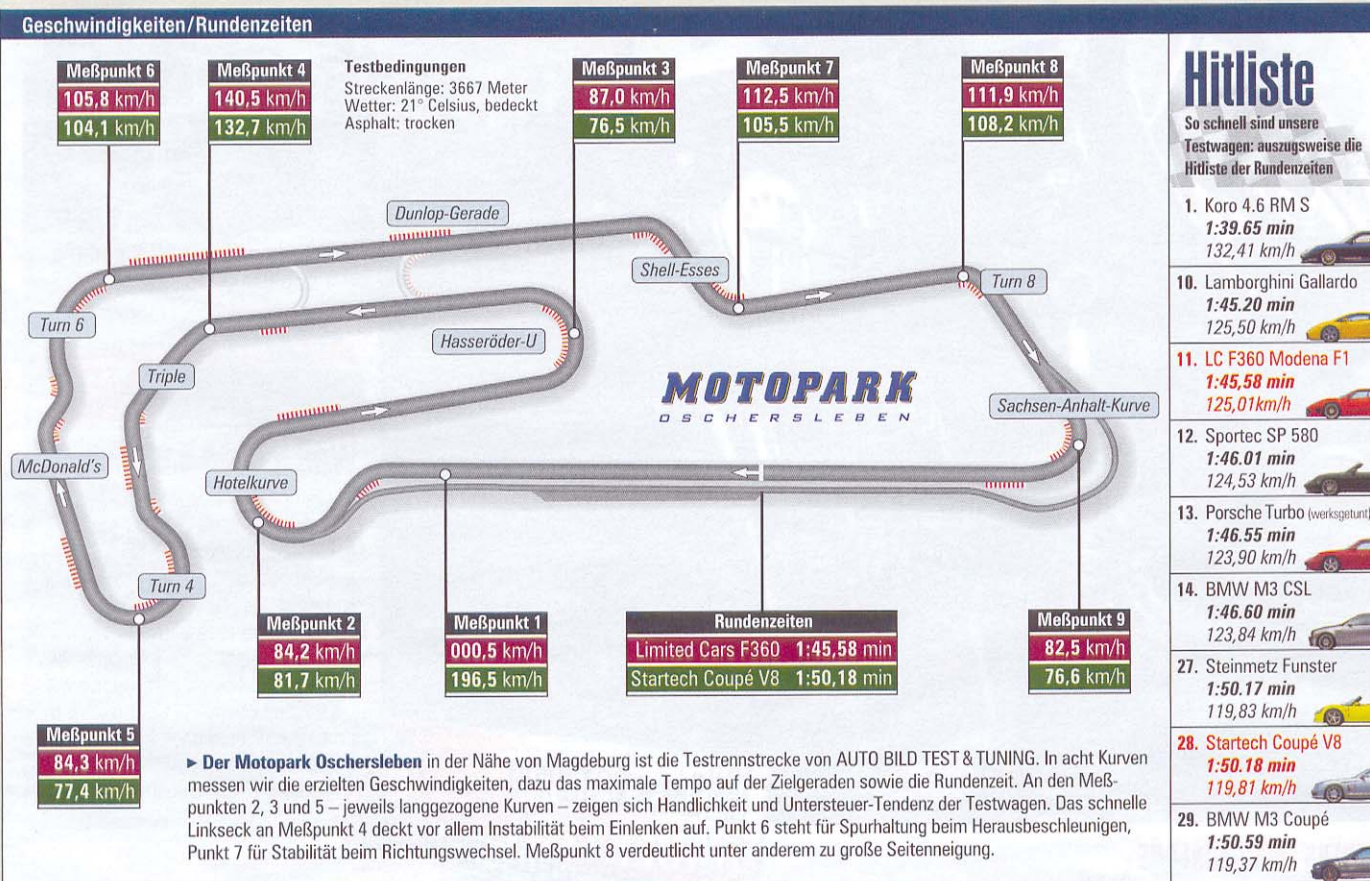 Geschwindigkeiten/Rundenzeiten
Meßpunkt 6
105,8 km/h
104,1 km/h
Meßpunkt 4
140,5 km/h
132,7 km/h
Testbedingungen
Streckenlänge: 3667 Meter
Wetter: 21° Celsius, bedeckt
Asphalt: trocken
Meßpunkt 3
87,0 km/h
76,5 km/h
Meßpunkt 7
112,5 km/h
105,5 km/h
Meßpunkt 8
111,9 km/h
108,2 km/h
Dunlop-Gerade
Shell-Esses
Turn 8
Turn 6
Hasseröder-U
Triple
MOTOPARK
OSCHERSLEBEN
Sachsen-Anhalt-Kurve
McDonald's
Hotelkurve
Turn 4
Meßpunkt 2
84,2 km/h
81,7 km/h
Meßpunkt 1
000,5 km/h
196,5 km/h
Rundenzeiten
Limited Cars F360 1:45,58 min
Startech Coupé V8 1:50,18 min
Meßpunkt 9
82,5 km/h
76,6 km/h
Meßpunkt 5
84,3 km/h
77,4 km/h
► Der Motopark Oschersleben in der Nähe von Magdeburg ist die Testrennstrecke von AUTO BILD TEST & TUNING. In acht Kurven
messen wir die erzielten Geschwindigkeiten, dazu das maximale Tempo auf der Zielgeraden sowie die Rundenzeit. An den Meß-
punkten 2, 3 und 5 – jeweils langgezogene Kurven – zeigen sich Handlichkeit und Untersteuer-Tendenz der Testwagen. Das schnelle
Linkseck an Meßpunkt 4 deckt vor allem Instabilität beim Einlenken auf. Punkt 6 steht für Spurhaltung beim Herausbeschleunigen,
Punkt 7 für Stabilität beim Richtungswechsel. Meßpunkt 8 verdeutlicht unter anderem zu große Seitenneigung.
Hitliste
So schnell sind unsere
Testwagen: auszugsweise die
Hitliste der Rundenzeiten
1. Koro 4.6 RM S
1:39.65 min
132,41 km/h
10. Lamborghini Gallardo
1:45.20 min
125,50 km/h
11. LC F360 Modena F1
1:45,58 min
125,01km/h
12. Sportec SP 580
1:46.01 min
124,53 km/h
13. Porsche Turbo (werksgetunt)
1:46.55 min
123,90 km/h
14. BMW M3 CSL
1:46.60 min
123,84 km/h
27. Steinmetz Funster
1:50.17 min
119,83 km/h
28. Startech Coupé V8
1:50.18 min
119,81 km/h
29. BMW M3 Coupé
1:50.59 min
119,37 km/h